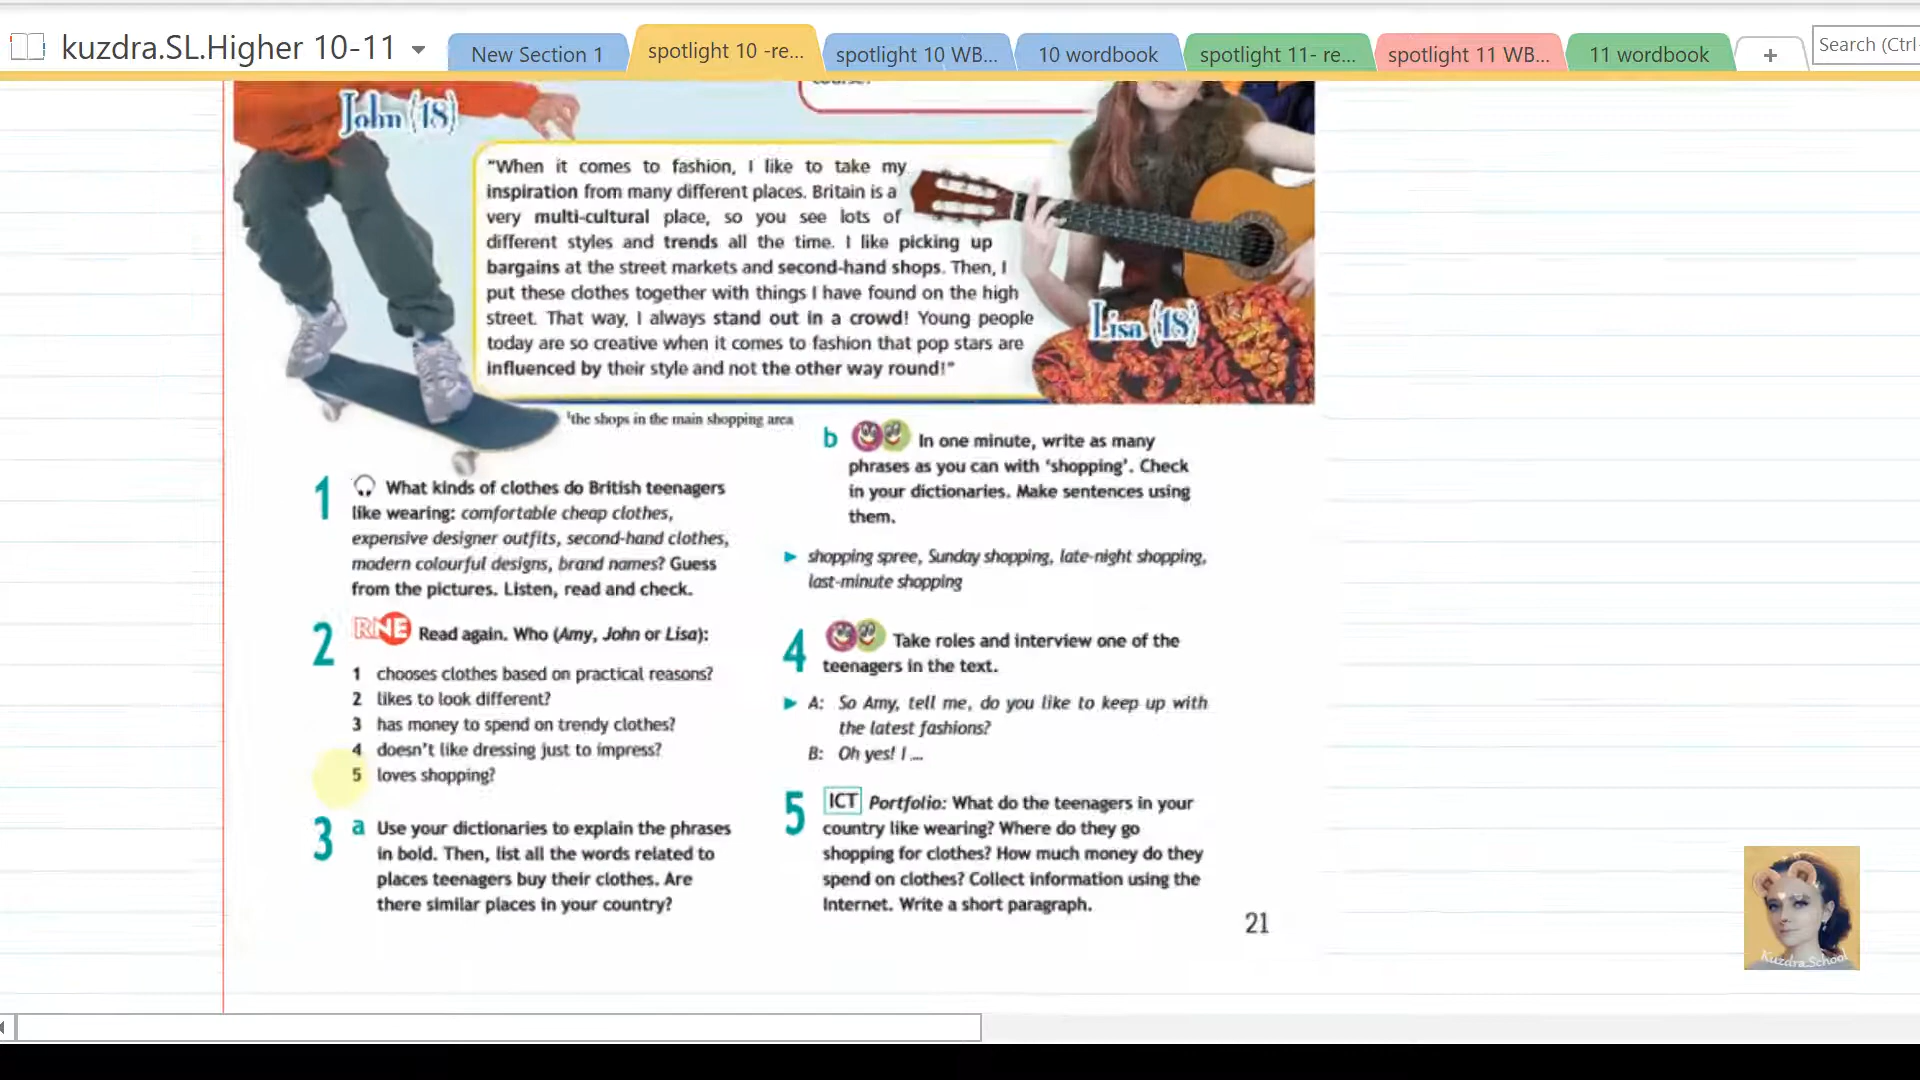 kuzdra.SL.Higher 10-11
New Section 1
spotlight 10 -re...
spotlight 10 WB...
10 wordbook
spotlight 11- re...
spotlight 11 WB...
11 wordbook
+
Search (Ctrl
John (18)
"When it comes to fashion, I like to take my
inspiration from many different places. Britain is a
very multi-cultural place, so you see lots of
different styles and trends all the time. I like picking up
bargains at the street markets and second-hand shops. Then, I
put these clothes together with things I have found on the high
street. That way, I always stand out in a crowd! Young people
today are so creative when it comes to fashion that pop stars are
influenced by their style and not the other way round!"
Lisa (18)
¹the shops in the main shopping area
1 What kinds of clothes do British teenagers
like wearing: comfortable cheap clothes,
expensive designer outfits, second-hand clothes,
modern colourful designs, brand names? Guess
from the pictures. Listen, read and check.
2 RNE Read again. Who (Amy, John or Lisa):
1 chooses clothes based on practical reasons?
2 likes to look different?
3 has money to spend on trendy clothes?
4 doesn't like dressing just to impress?
5 loves shopping?
3 a Use your dictionaries to explain the phrases
in bold. Then, list all the words related to
places teenagers buy their clothes. Are
there similar places in your country?
b In one minute, write as many
phrases as you can with 'shopping'. Check
in your dictionaries. Make sentences using
them.
shopping spree, Sunday shopping, late-night shopping,
last-minute shopping
4 Take roles and interview one of the
teenagers in the text.
A: So Amy, tell me, do you like to keep up with
the latest fashions?
B: Oh yes! I ...
5 ICT Portfolio: What do the teenagers in your
country like wearing? Where do they go
shopping for clothes? How much money do they
spend on clothes? Collect information using the
Internet. Write a short paragraph.
21
Kuzdra.School